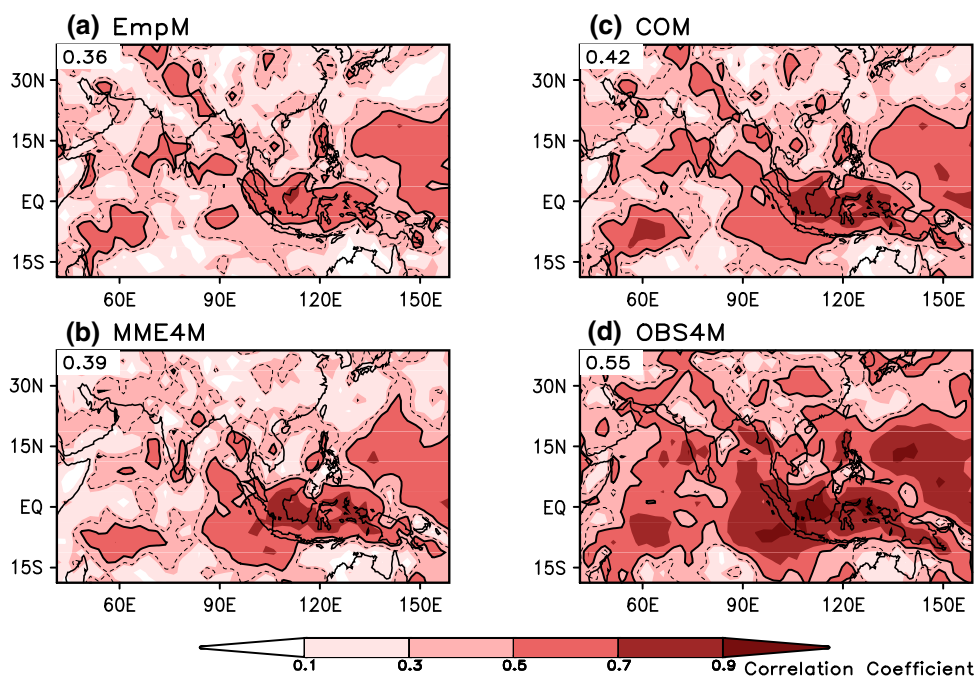 (a) EmpM
0.36
30N
15N
EQ
15S
60E 90E 120E 150E
(c) COM
0.42
30N
15N
EQ
15S
60E 90E 120E 150E
(b) MME4M
0.39
30N
15N
EQ
15S
60E 90E 120E 150E
(d) OBS4M
0.55
30N
15N
EQ
15S
60E 90E 120E 150E
0.1 0.3 0.5 0.7 0.9 Correlation Coefficient